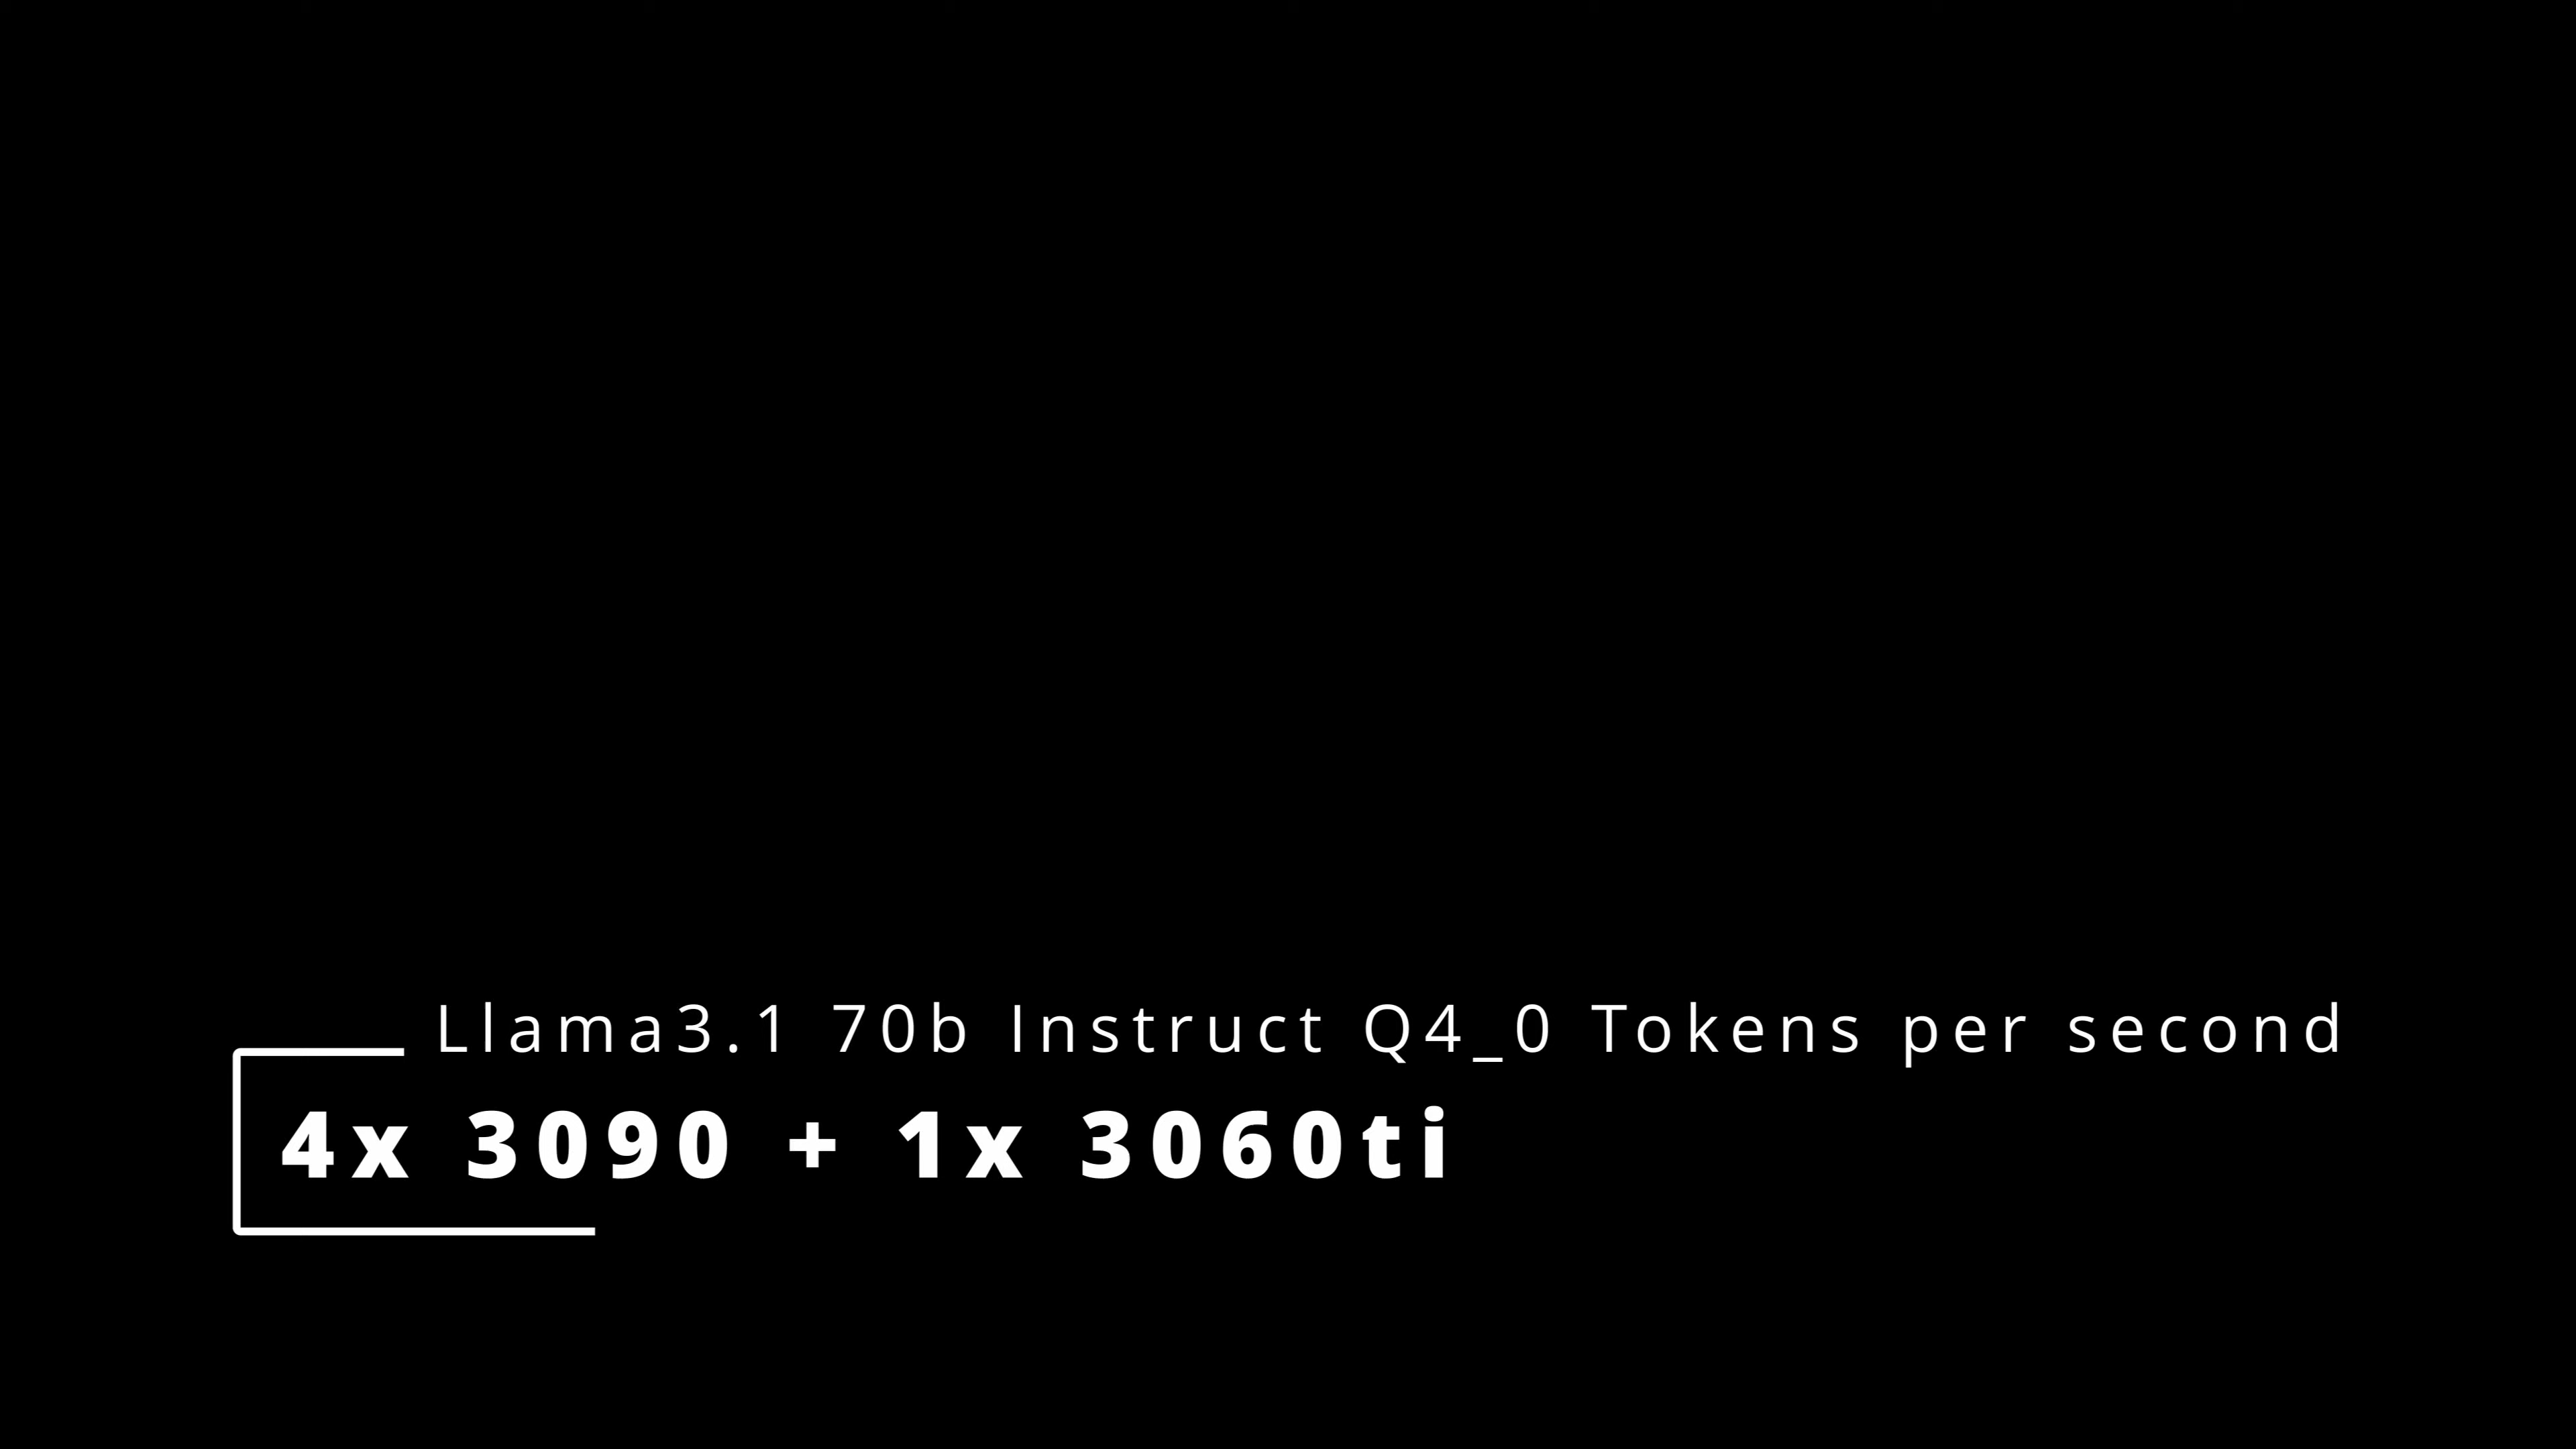 Llama3.1 70b Instruct Q4_0 Tokens per second
4x 3090 + 1x 3060ti